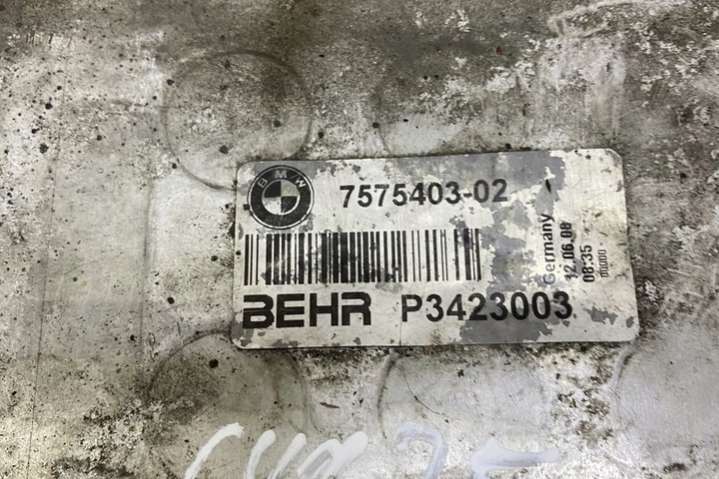 BMW
7575403-02
BEHR P3423003
Germany
12.06.08
08:35